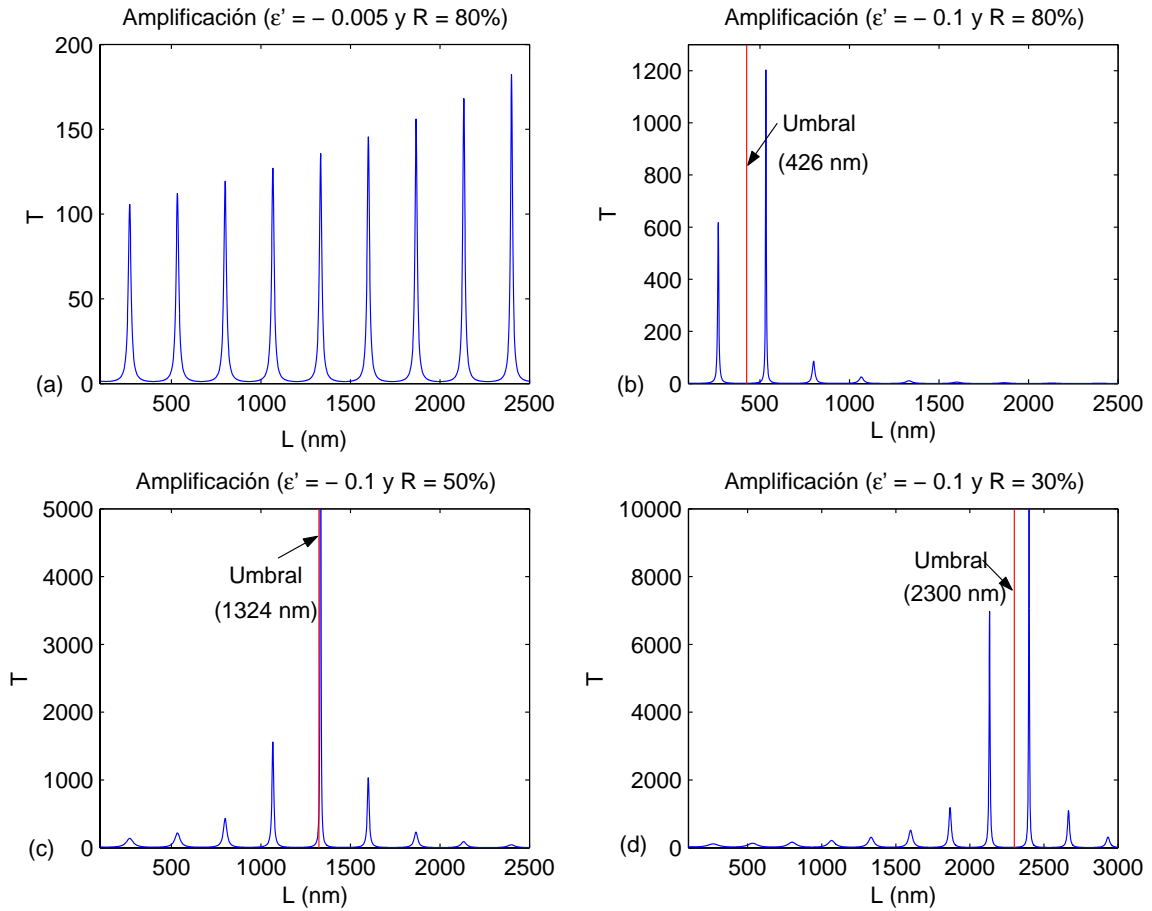 Amplificación (ε' = − 0.005 y R = 80%)
200
150
100
50
0
T
(a)
500 1000 1500 2000 2500
L (nm)
Amplificación (ε' = − 0.1 y R = 80%)
1200
1000
800
600
400
200
0
T
Umbral
(426 nm)
(b)
500 1000 1500 2000 2500
L (nm)
Amplificación (ε' = − 0.1 y R = 50%)
5000
4000
3000
2000
1000
0
T
Umbral
(1324 nm)
(c)
500 1000 1500 2000 2500
L (nm)
Amplificación (ε' = − 0.1 y R = 30%)
10000
8000
6000
4000
2000
0
T
Umbral
(2300 nm)
(d)
500 1000 1500 2000 2500 3000
L (nm)